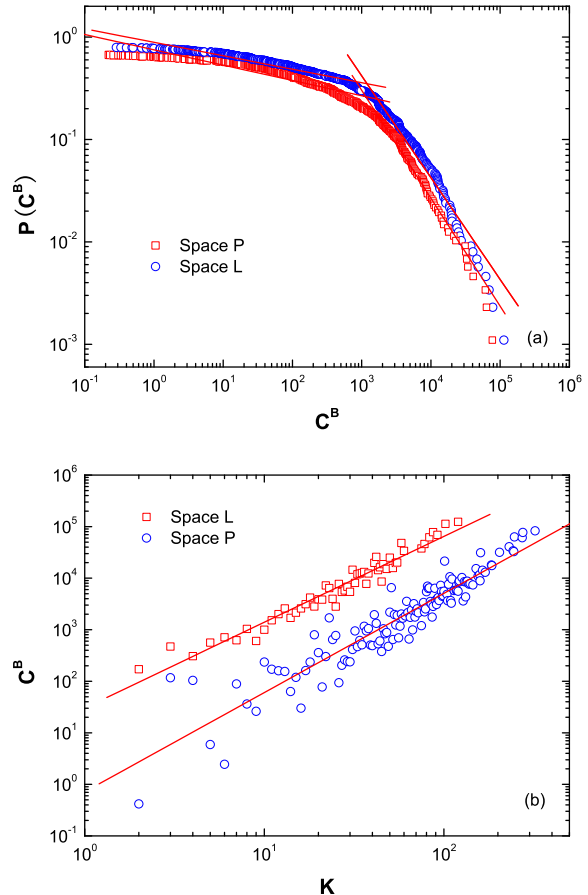 10^0
10^-1
P (C^B)
10^-2
Space P
Space L
10^-3
(a)
10^-1 10^0 10^1 10^2 10^3 10^4 10^5 10^6
C^B
10^6
Space L
10^5
Space P
10^4
10^3
C^B
10^2
10^1
10^0
(b)
10^-1
10^0 10^1 10^2
K